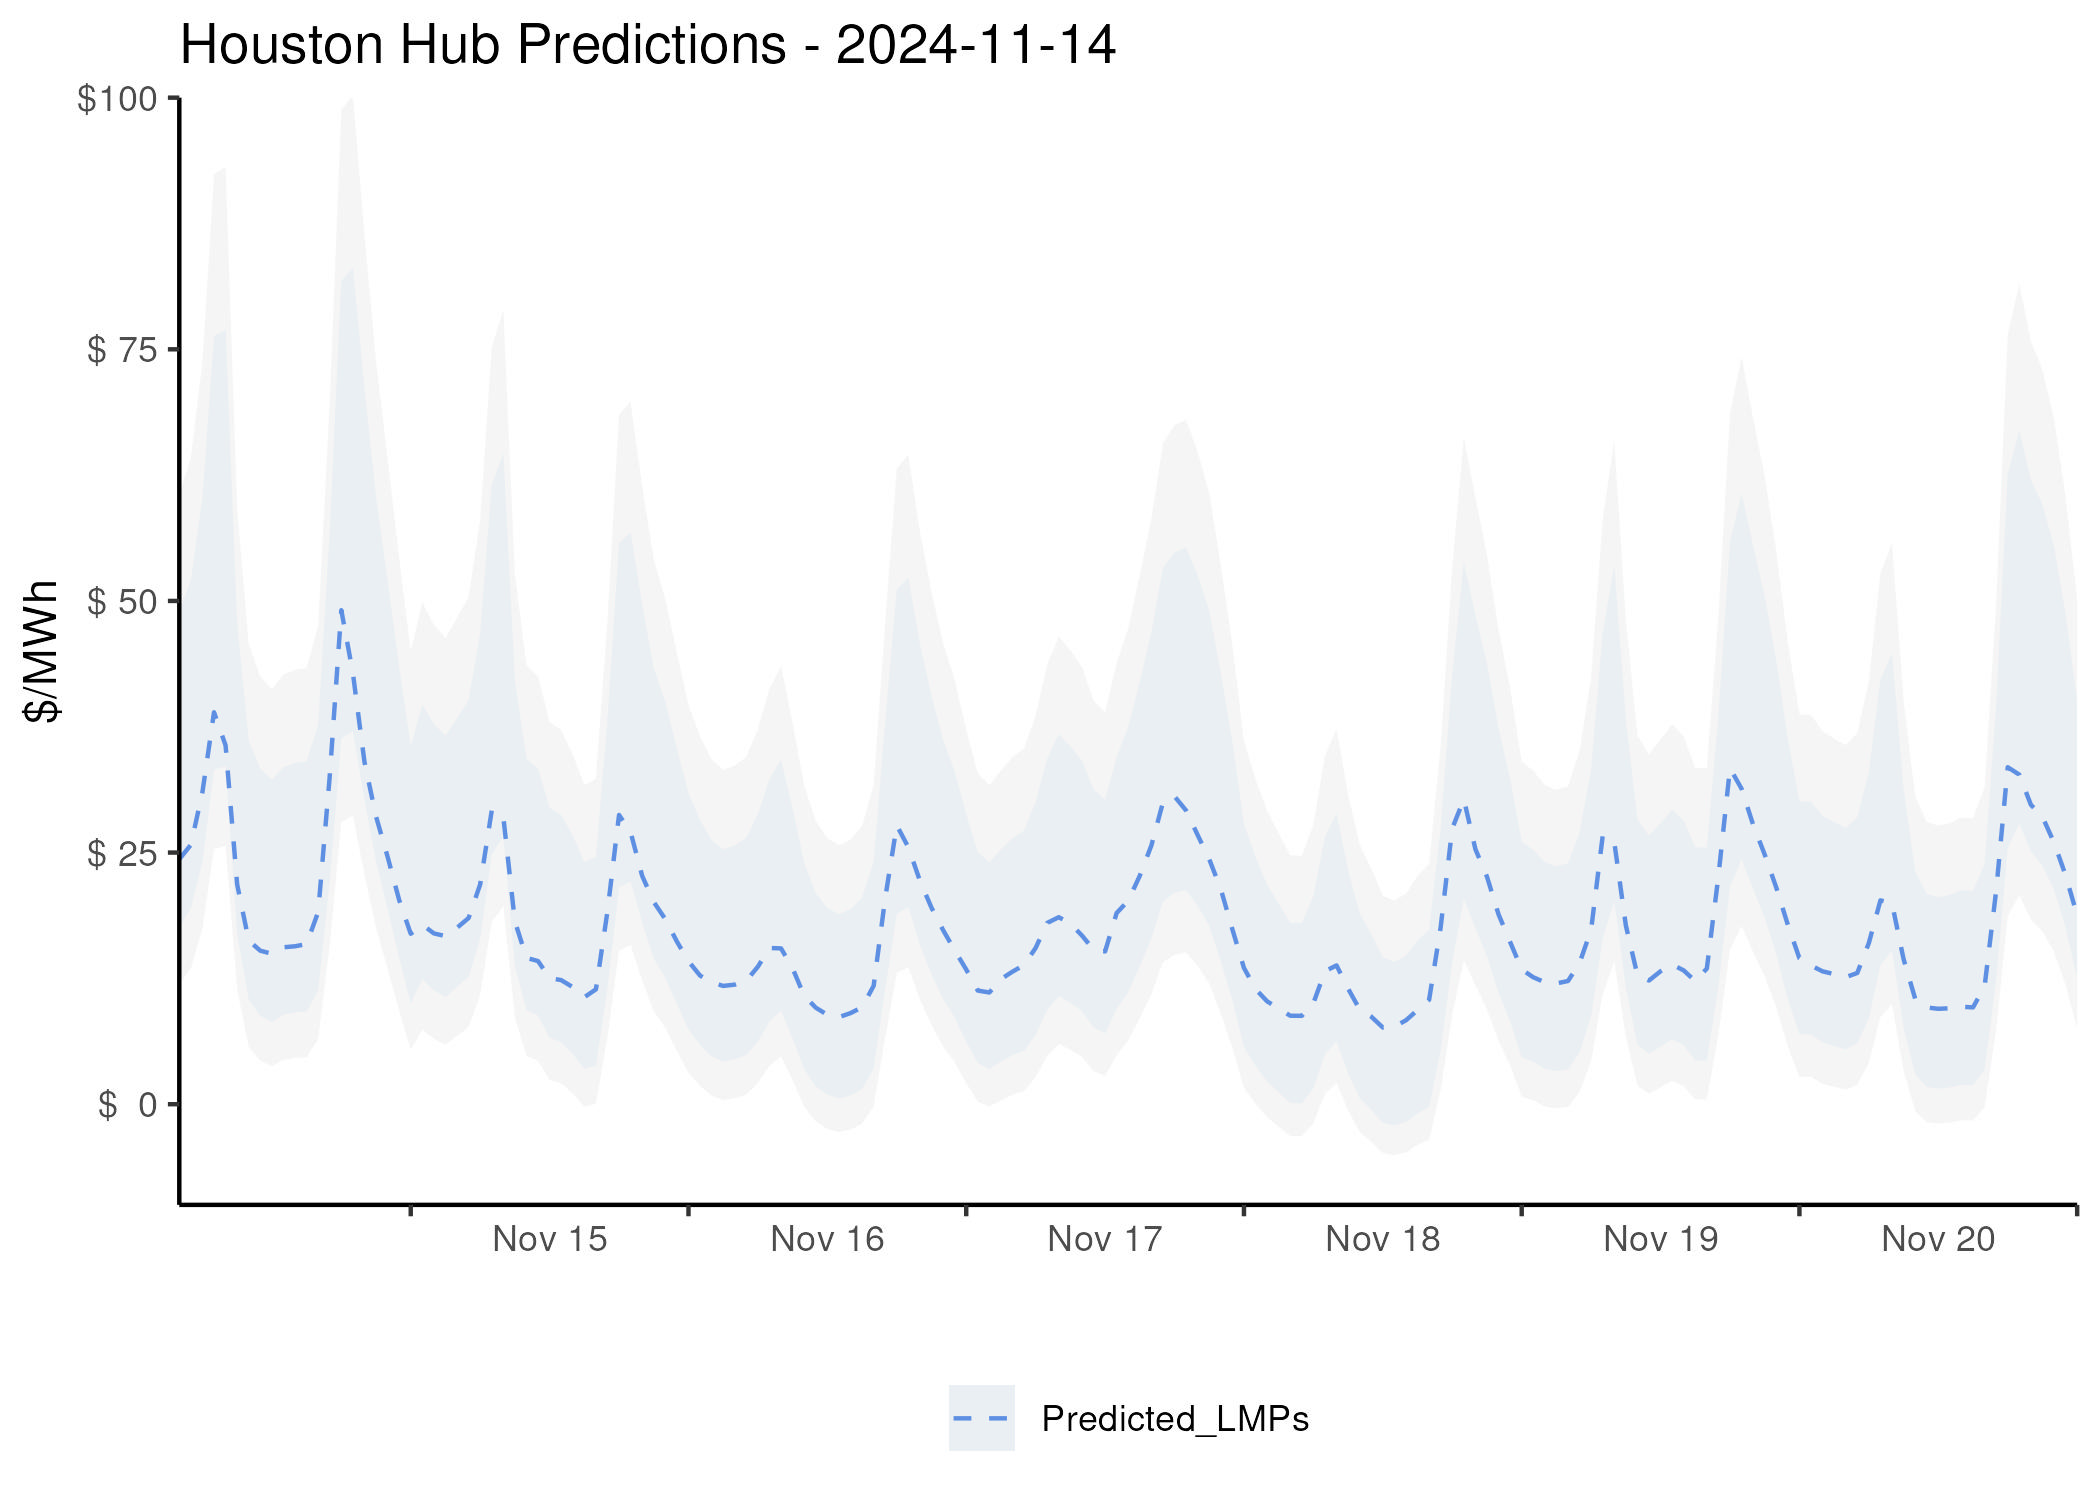 Houston Hub Predictions - 2024-11-14
$100
$ 75
$ 50
$ 25
$ 0
$/MWh
Nov 15 Nov 16 Nov 17 Nov 18 Nov 19 Nov 20
Predicted_LMPs